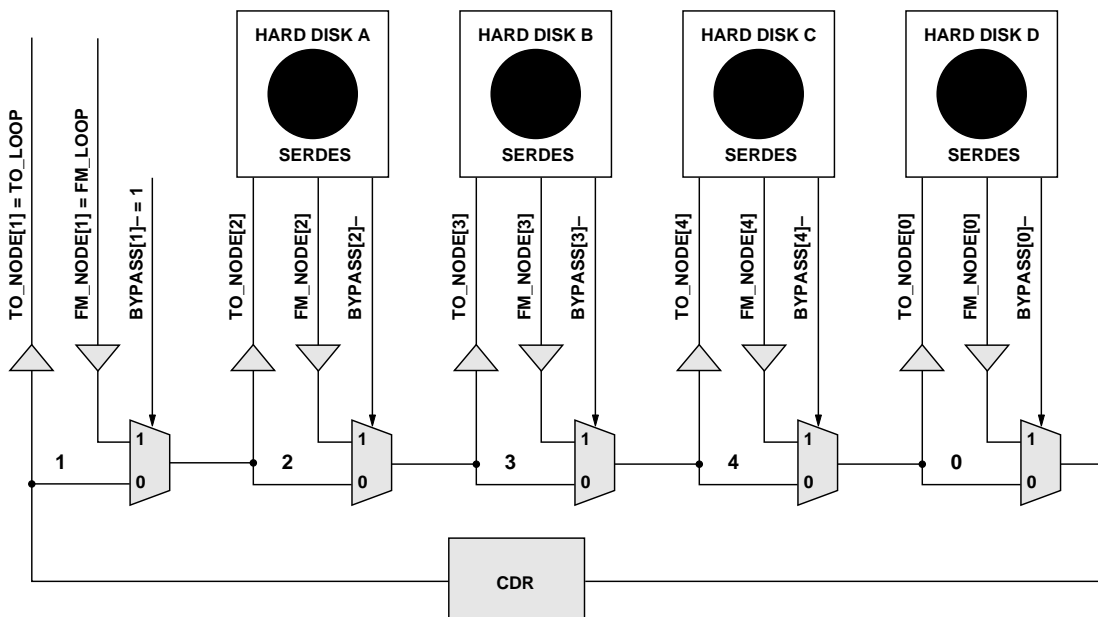 HARD DISK A
HARD DISK B
HARD DISK C
HARD DISK D
SERDES
SERDES
SERDES
SERDES
TO_NODE[1] = TO_LOOP
FM_NODE[1] = FM_LOOP
BYPASS[1]– = 1
TO_NODE[2]
FM_NODE[2]
BYPASS[2]–
TO_NODE[3]
FM_NODE[3]
BYPASS[3]–
TO_NODE[4]
FM_NODE[4]
BYPASS[4]–
TO_NODE[0]
FM_NODE[0]
BYPASS[0]–
1
1
0
2
1
0
3
1
0
4
1
0
0
1
0
CDR